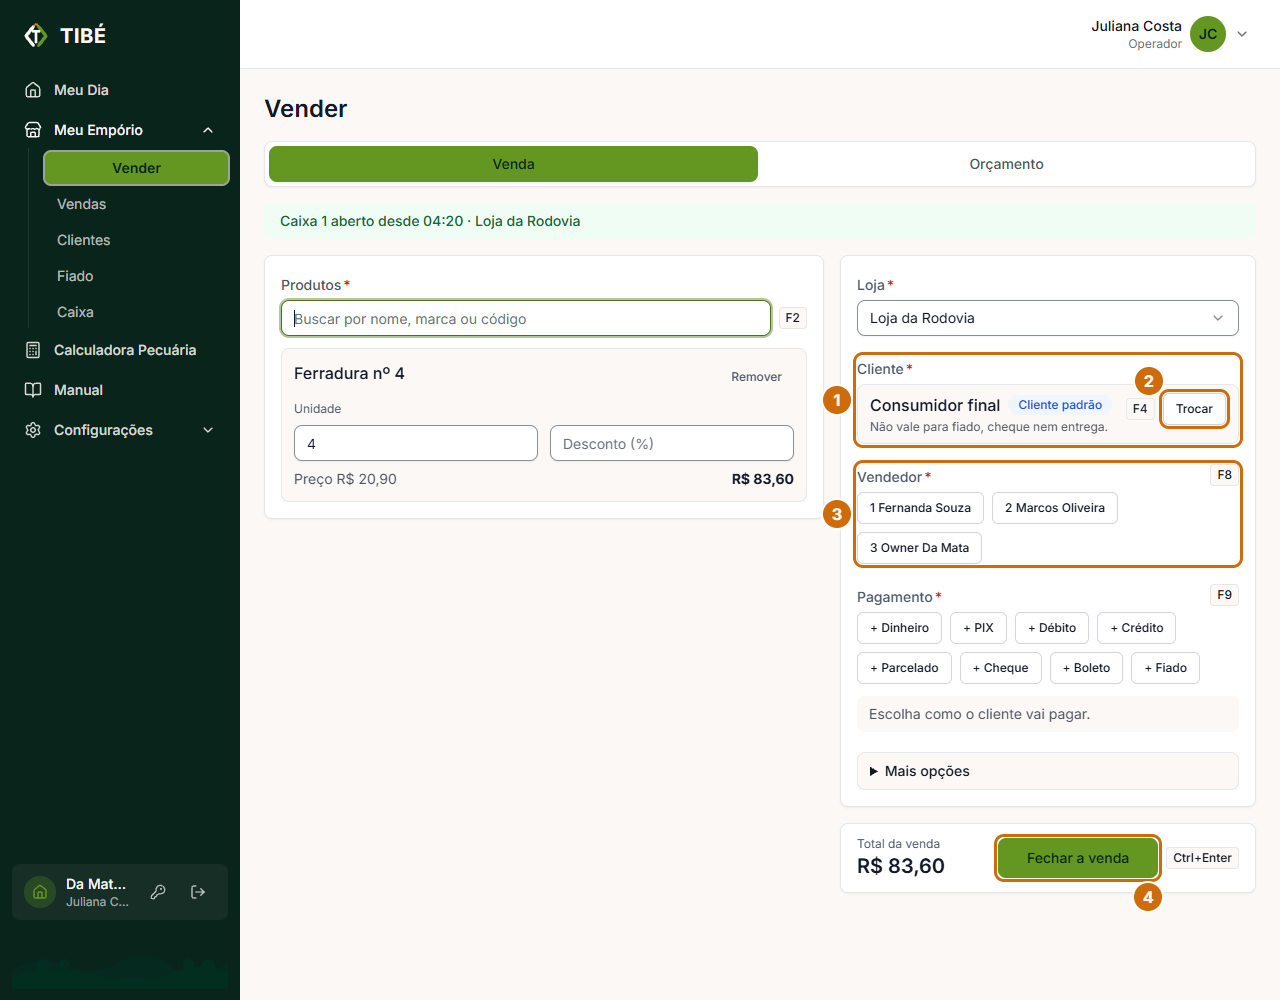 TIBÉ
Juliana Costa
Operador
JC
Meu Dia
Meu Empório
Vender
Vendas
Clientes
Fiado
Caixa
Calculadora Pecuária
Manual
Configurações
Da Mat...
Juliana C...
Vender
Venda
Orçamento
Caixa 1 aberto desde 04:20 · Loja da Rodovia
Produtos*
Buscar por nome, marca ou código
F2
Ferradura nº 4
Remover
Unidade
4
Desconto (%)
Preço R$ 20,90
R$ 83,60
Loja*
Loja da Rodovia
1
Cliente*
2
Consumidor final
Cliente padrão
F4
Trocar
Não vale para fiado, cheque nem entrega.
3
Vendedor*
F8
1 Fernanda Souza
2 Marcos Oliveira
3 Owner Da Mata
Pagamento*
F9
+ Dinheiro
+ PIX
+ Débito
+ Crédito
+ Parcelado
+ Cheque
+ Boleto
+ Fiado
Escolha como o cliente vai pagar.
Mais opções
Total da venda
R$ 83,60
Fechar a venda
Ctrl+Enter
4